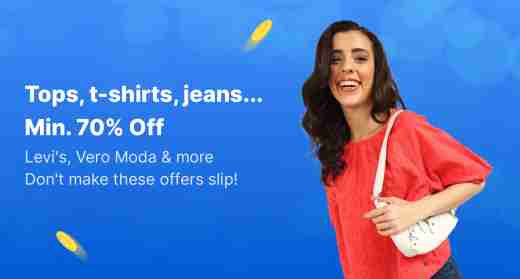 Tops, t-shirts, jeans...
Min. 70% Off
Levi's, Vero Moda & more
Don't make these offers slip!